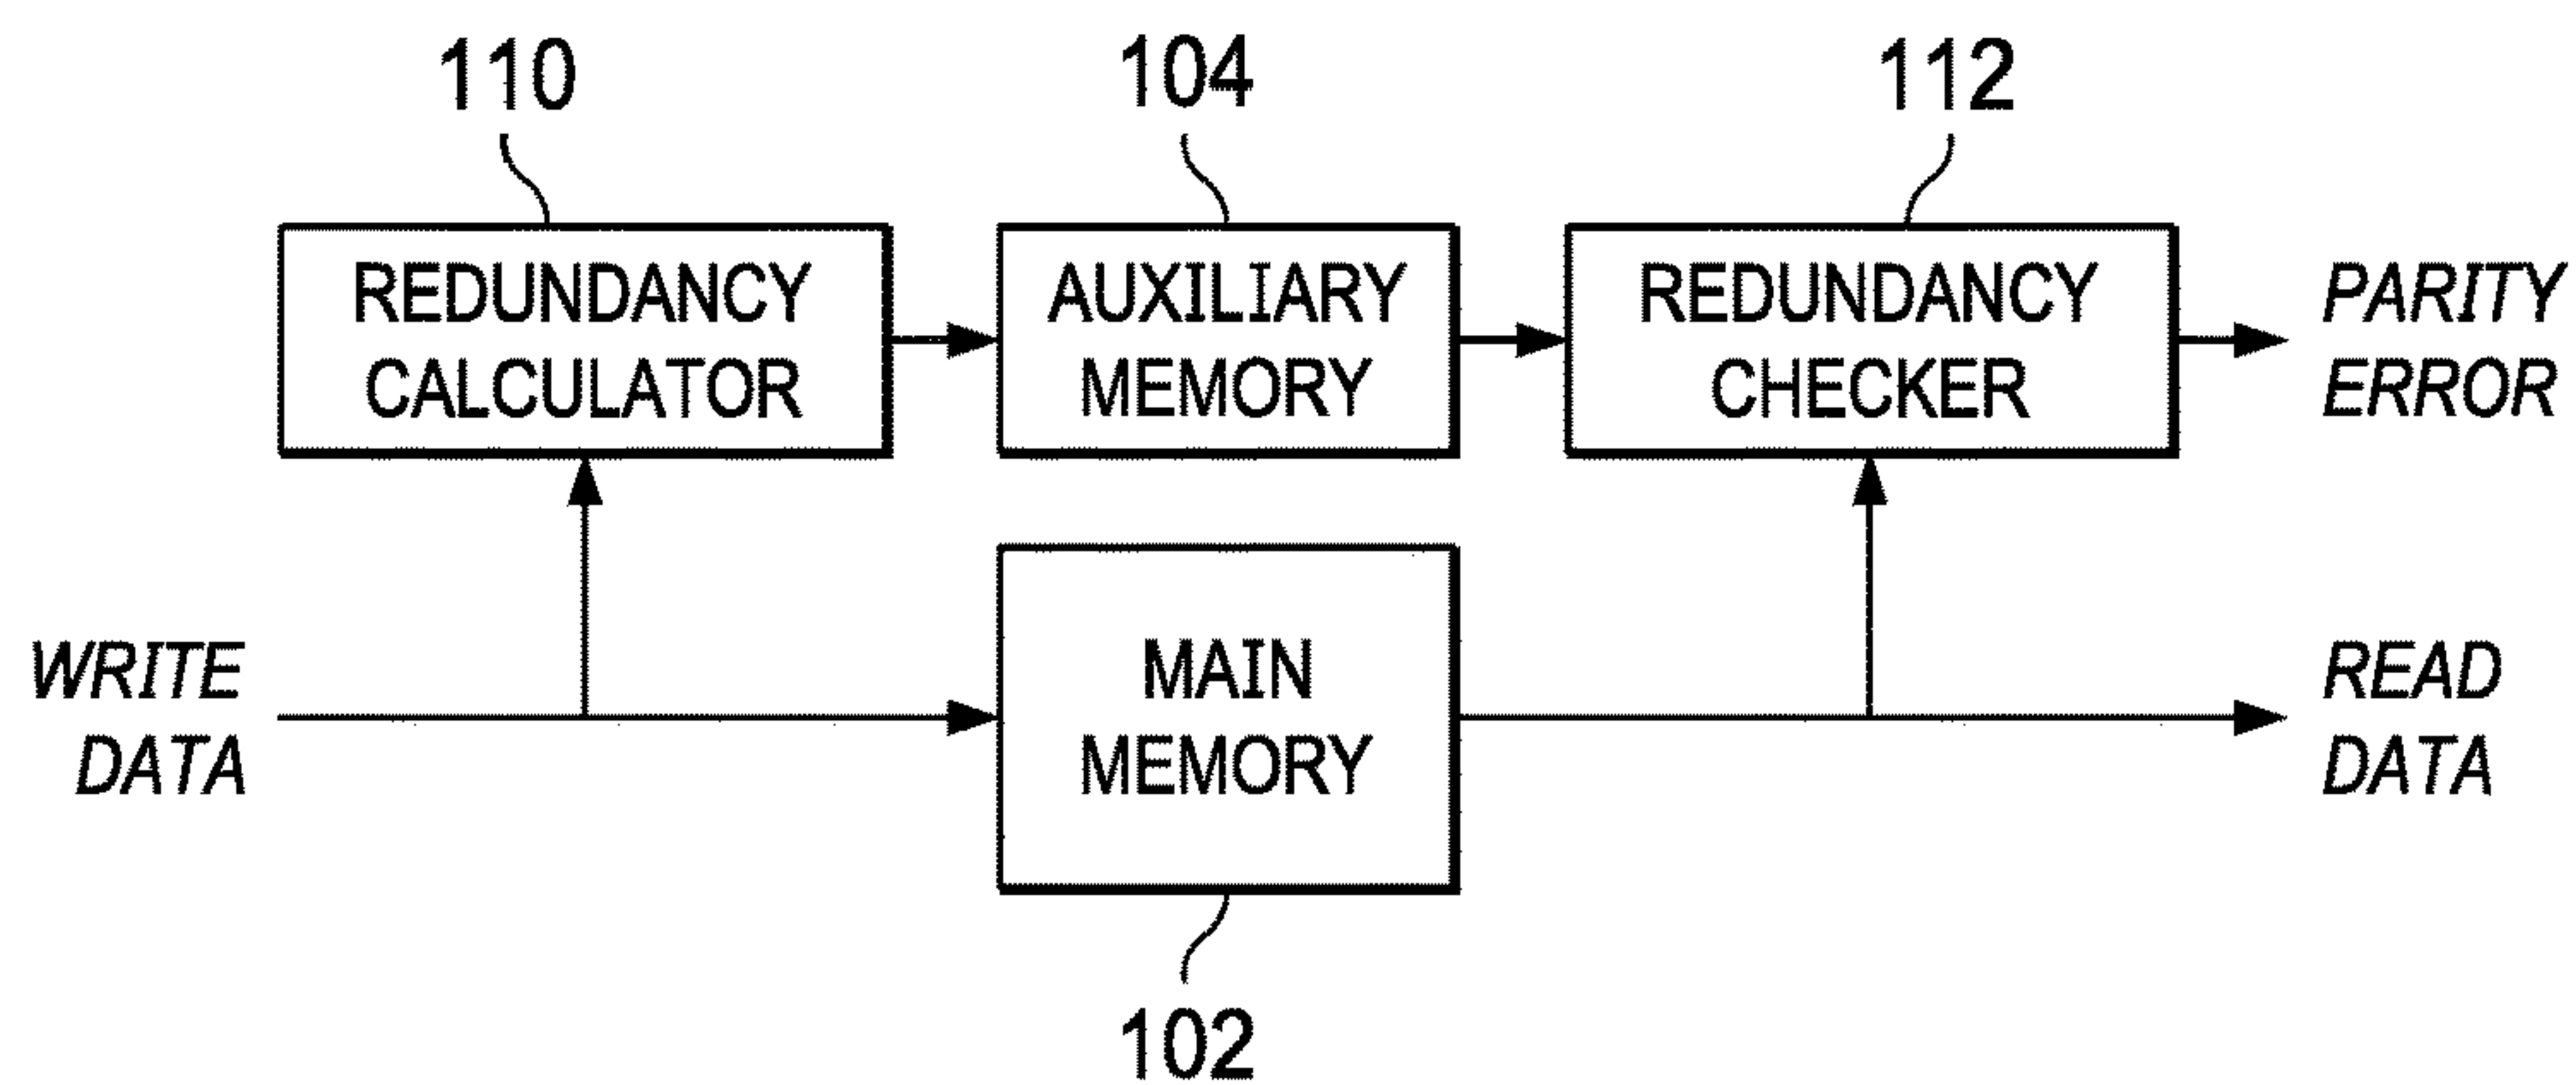 110
104
112
REDUNDANCY
CALCULATOR
AUXILIARY
MEMORY
REDUNDANCY
CHECKER
PARITY
ERROR
WRITE
DATA
MAIN
MEMORY
READ
DATA
102